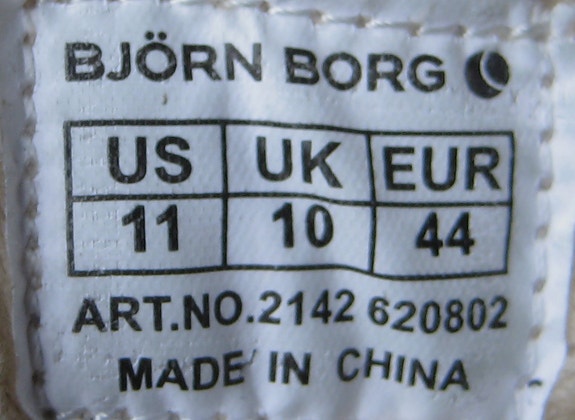 BJÖRN BORG
US UK EUR
11 10 44
ART.NO.2142 620802
MADE IN CHINA